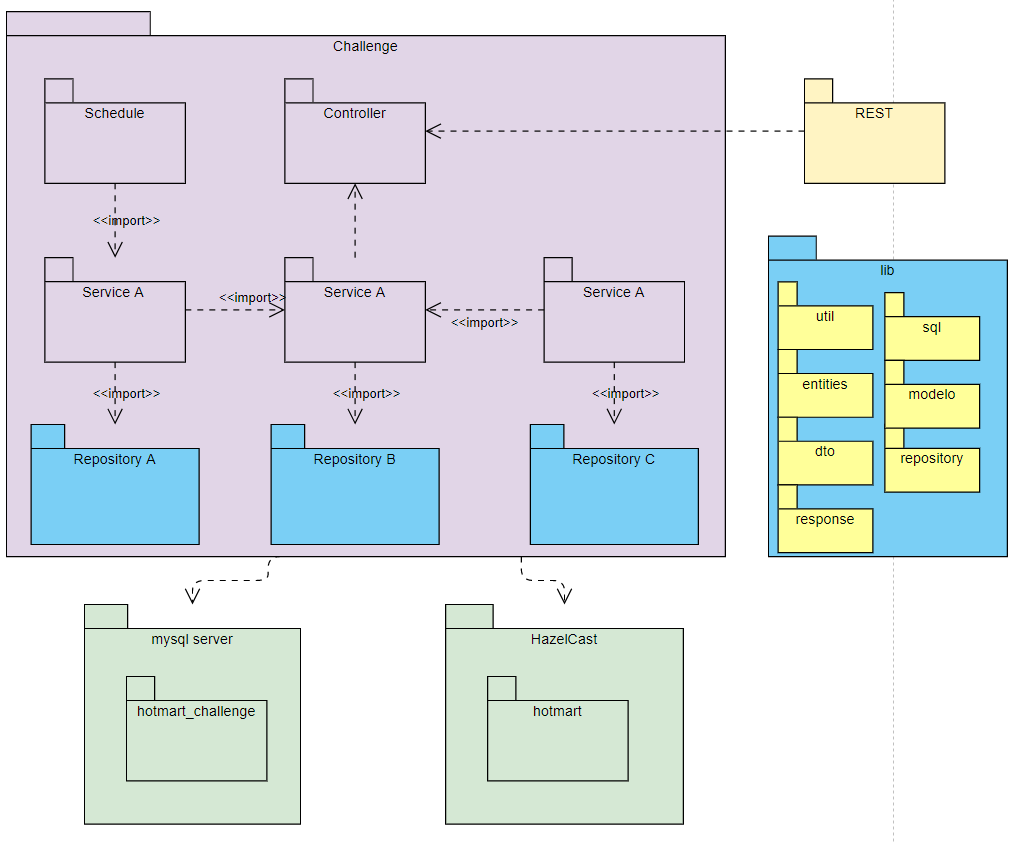 Challenge
Schedule
Controller
REST
<<import>>
Service A
Service A
Service A
<<import>>
<<import>>
<<import>>
<<import>>
<<import>>
Repository A
Repository B
Repository C
lib
util
sql
entities
modelo
dto
repository
response
mysql server
HazelCast
hotmart_challenge
hotmart